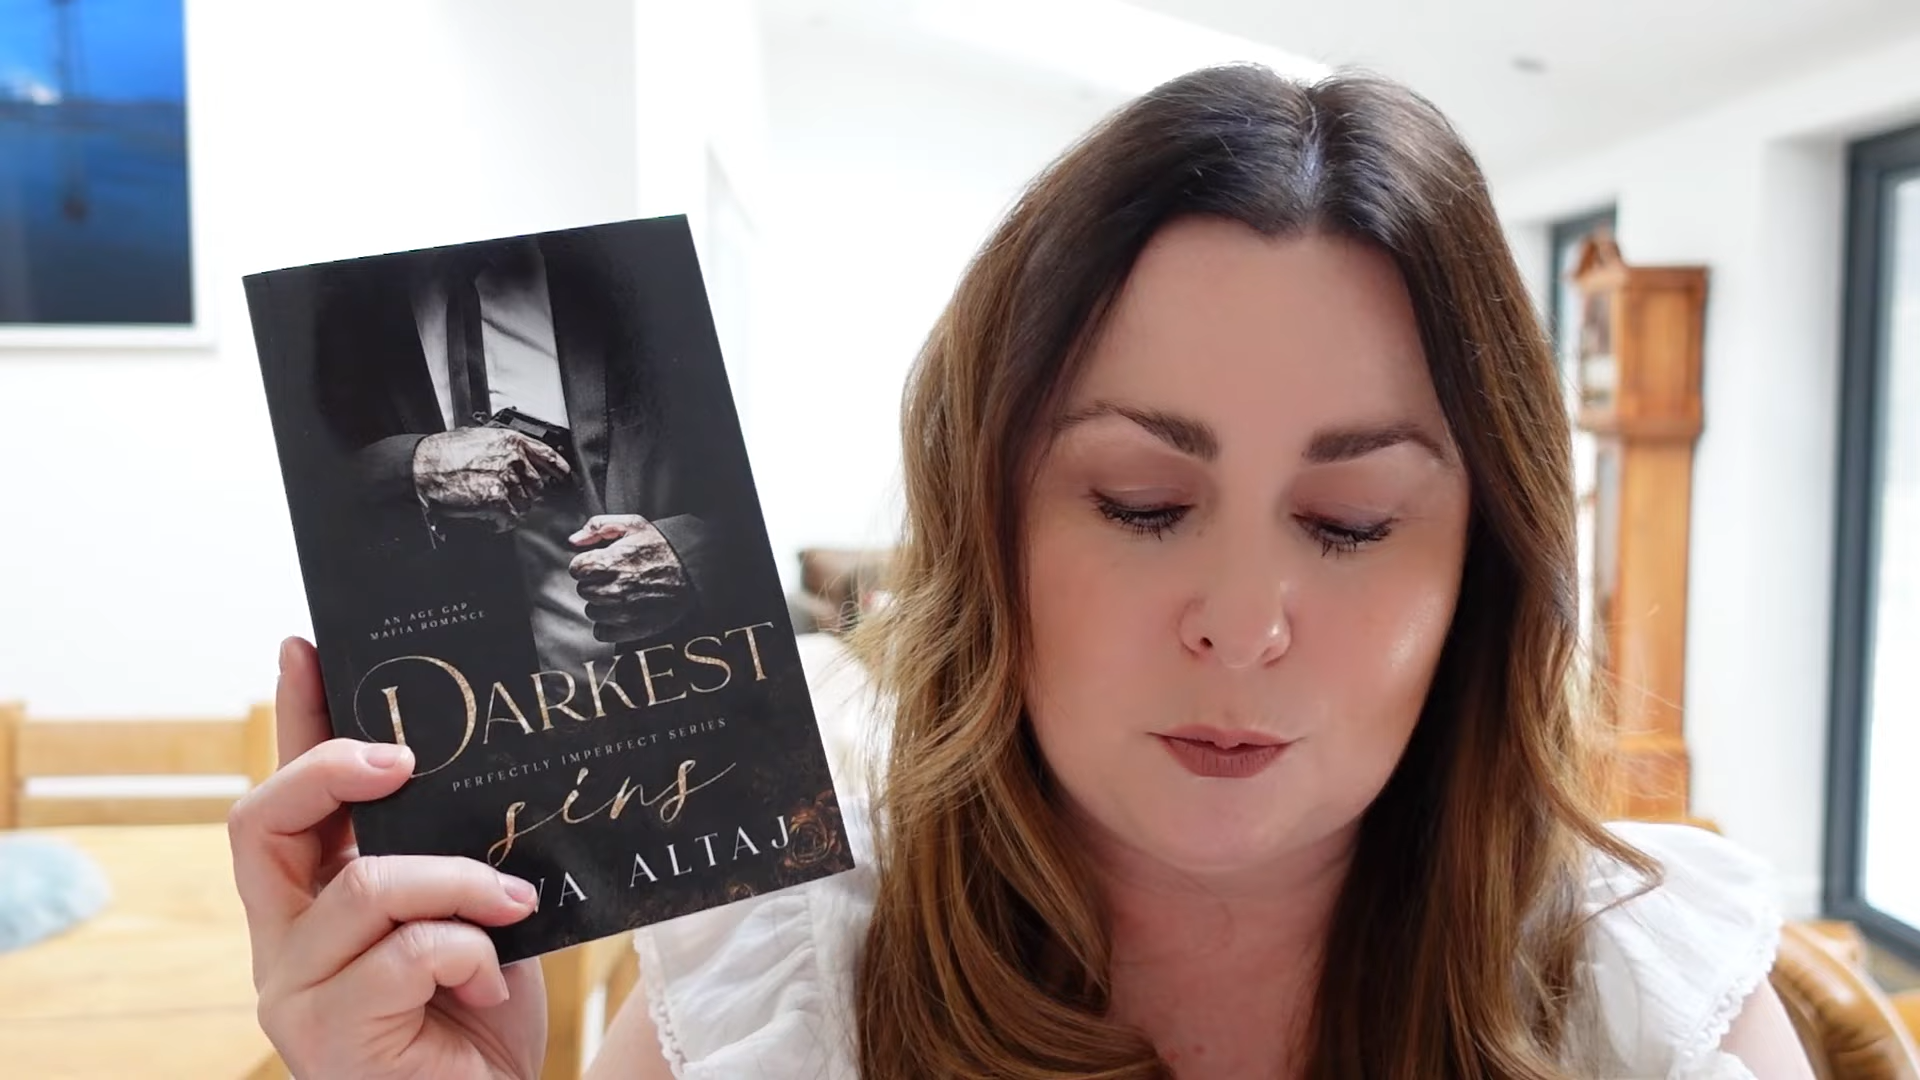 AN AGE GAP
MAFIA ROMANCE
DARKEST
PERFECTLY IMPERFECT SERIES
sins
VA ALTAJ